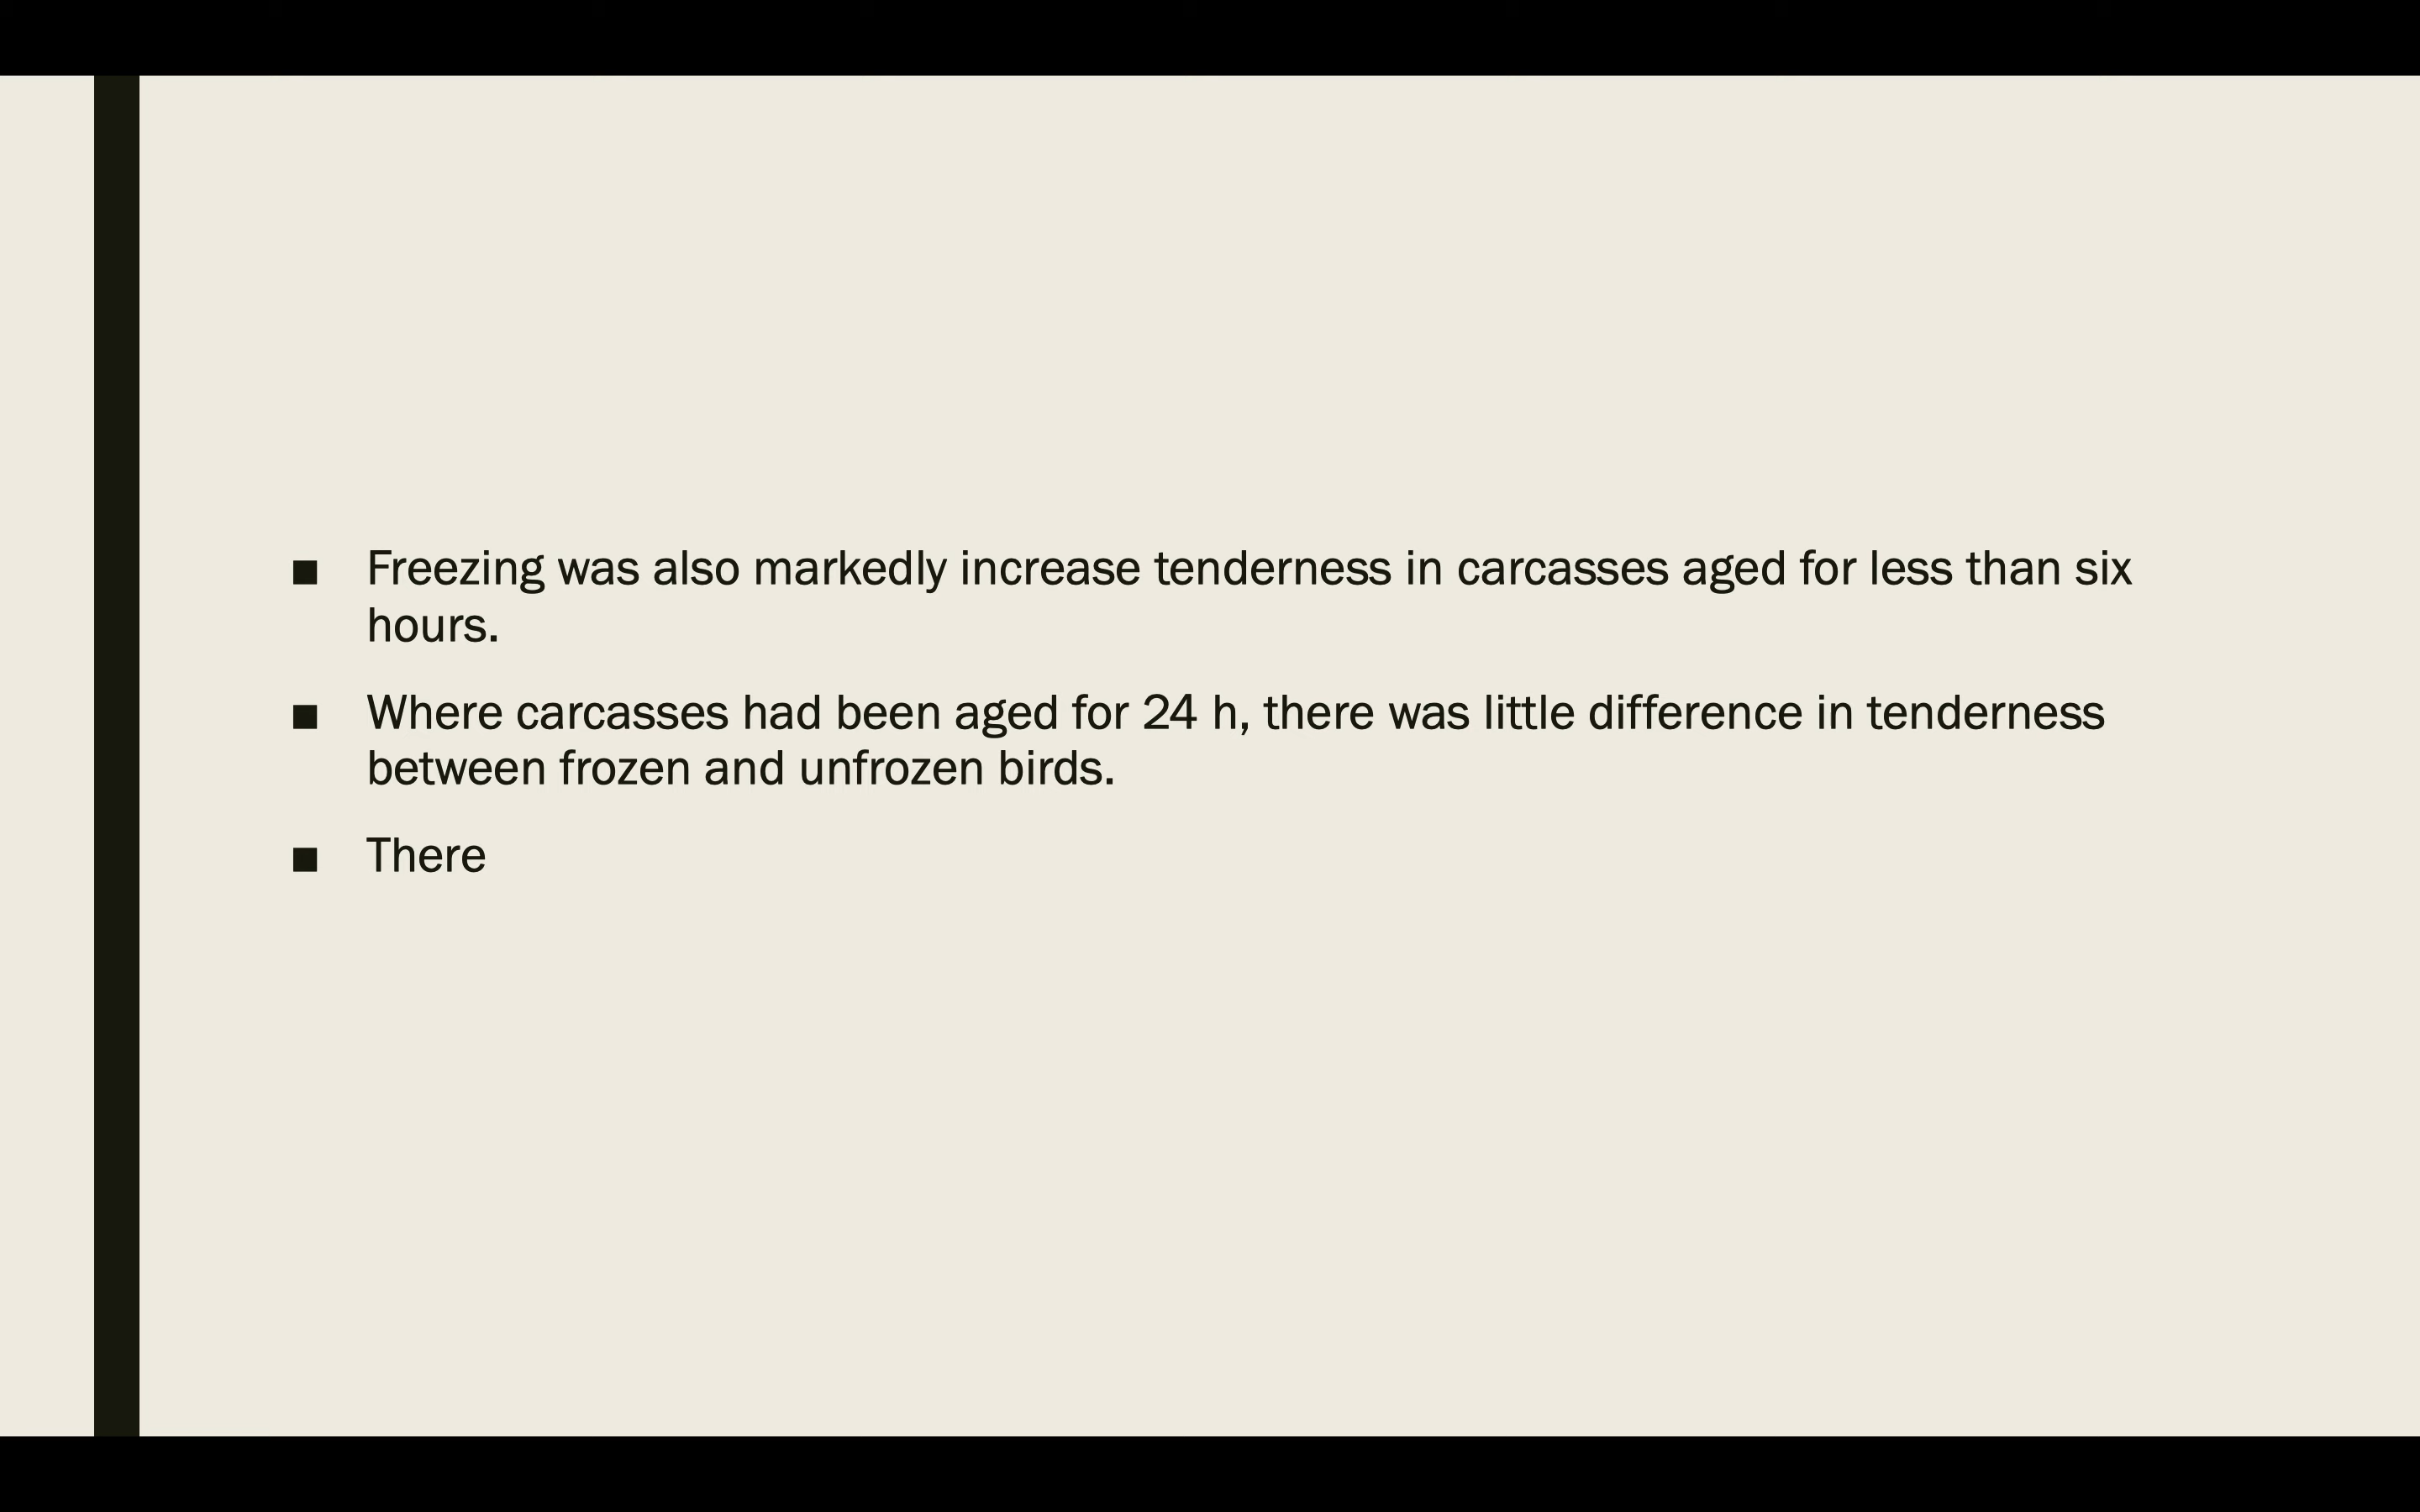 ■ Freezing was also markedly increase tenderness in carcasses aged for less than six
hours.
■ Where carcasses had been aged for 24 h, there was little difference in tenderness
between frozen and unfrozen birds.
■ There